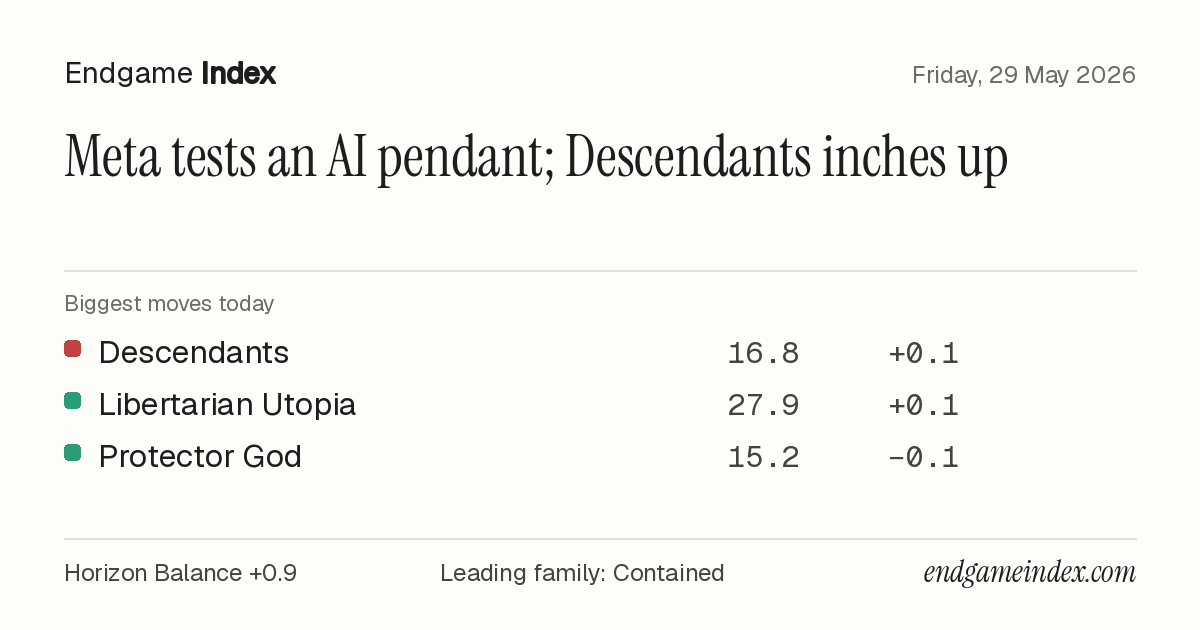 Endgame Index
Friday, 29 May 2026
Meta tests an AI pendant; Descendants inches up
Biggest moves today
Descendants 16.8 +0.1
Libertarian Utopia 27.9 +0.1
Protector God 15.2 −0.1
Horizon Balance +0.9
Leading family: Contained
endgameindex.com